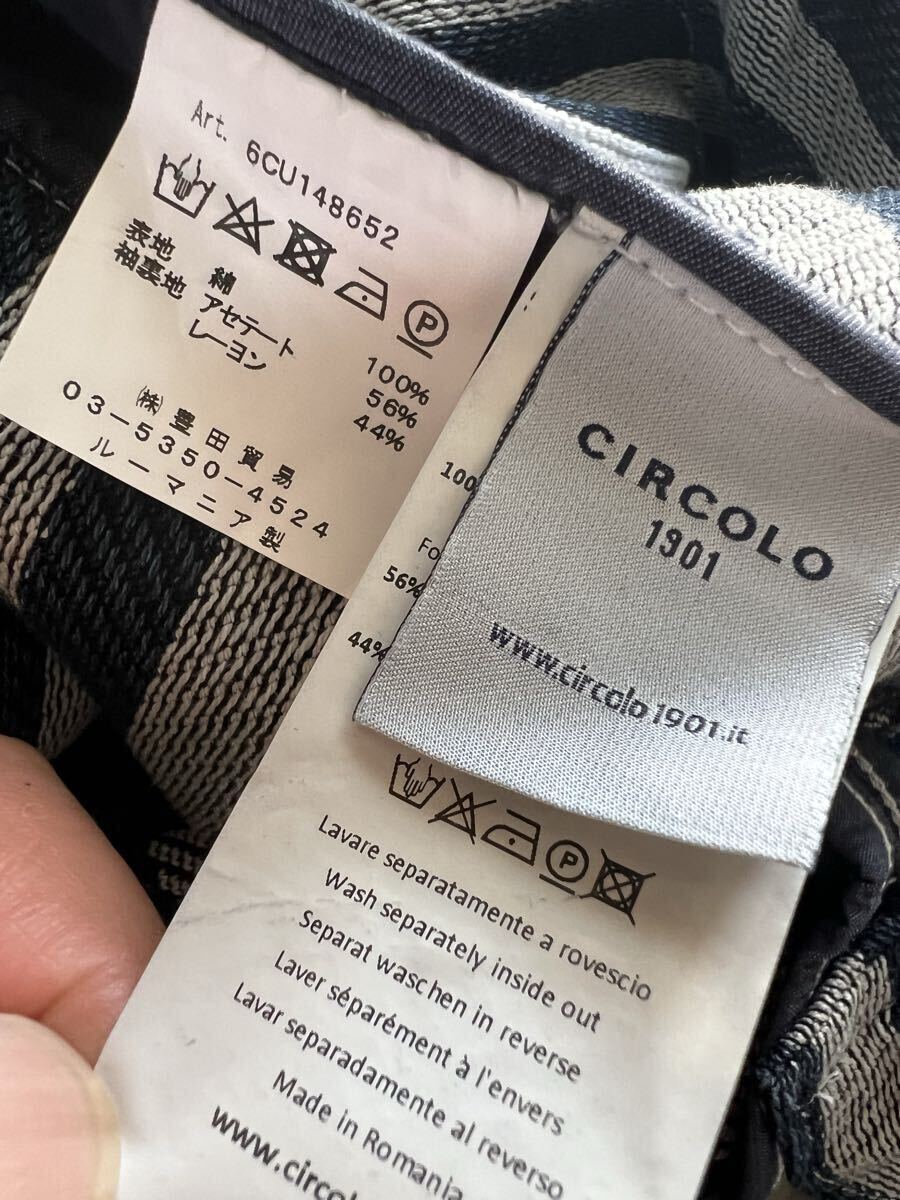 Art. 6CU148652
P
表地 綿 100%
袖裏地 アセテート 56%
レーヨン 44%
㈱豊田貿易
03-5350-4524
ルーマニア製
CIRCOLO
1901
www.circolo1901.it
100
56%
44%
P
Lavare separatamente a rovescio
Wash separately inside out
Separat waschen in reverse
Laver séparément à l'envers
Lavar separadamente al reverso
Made in Romania